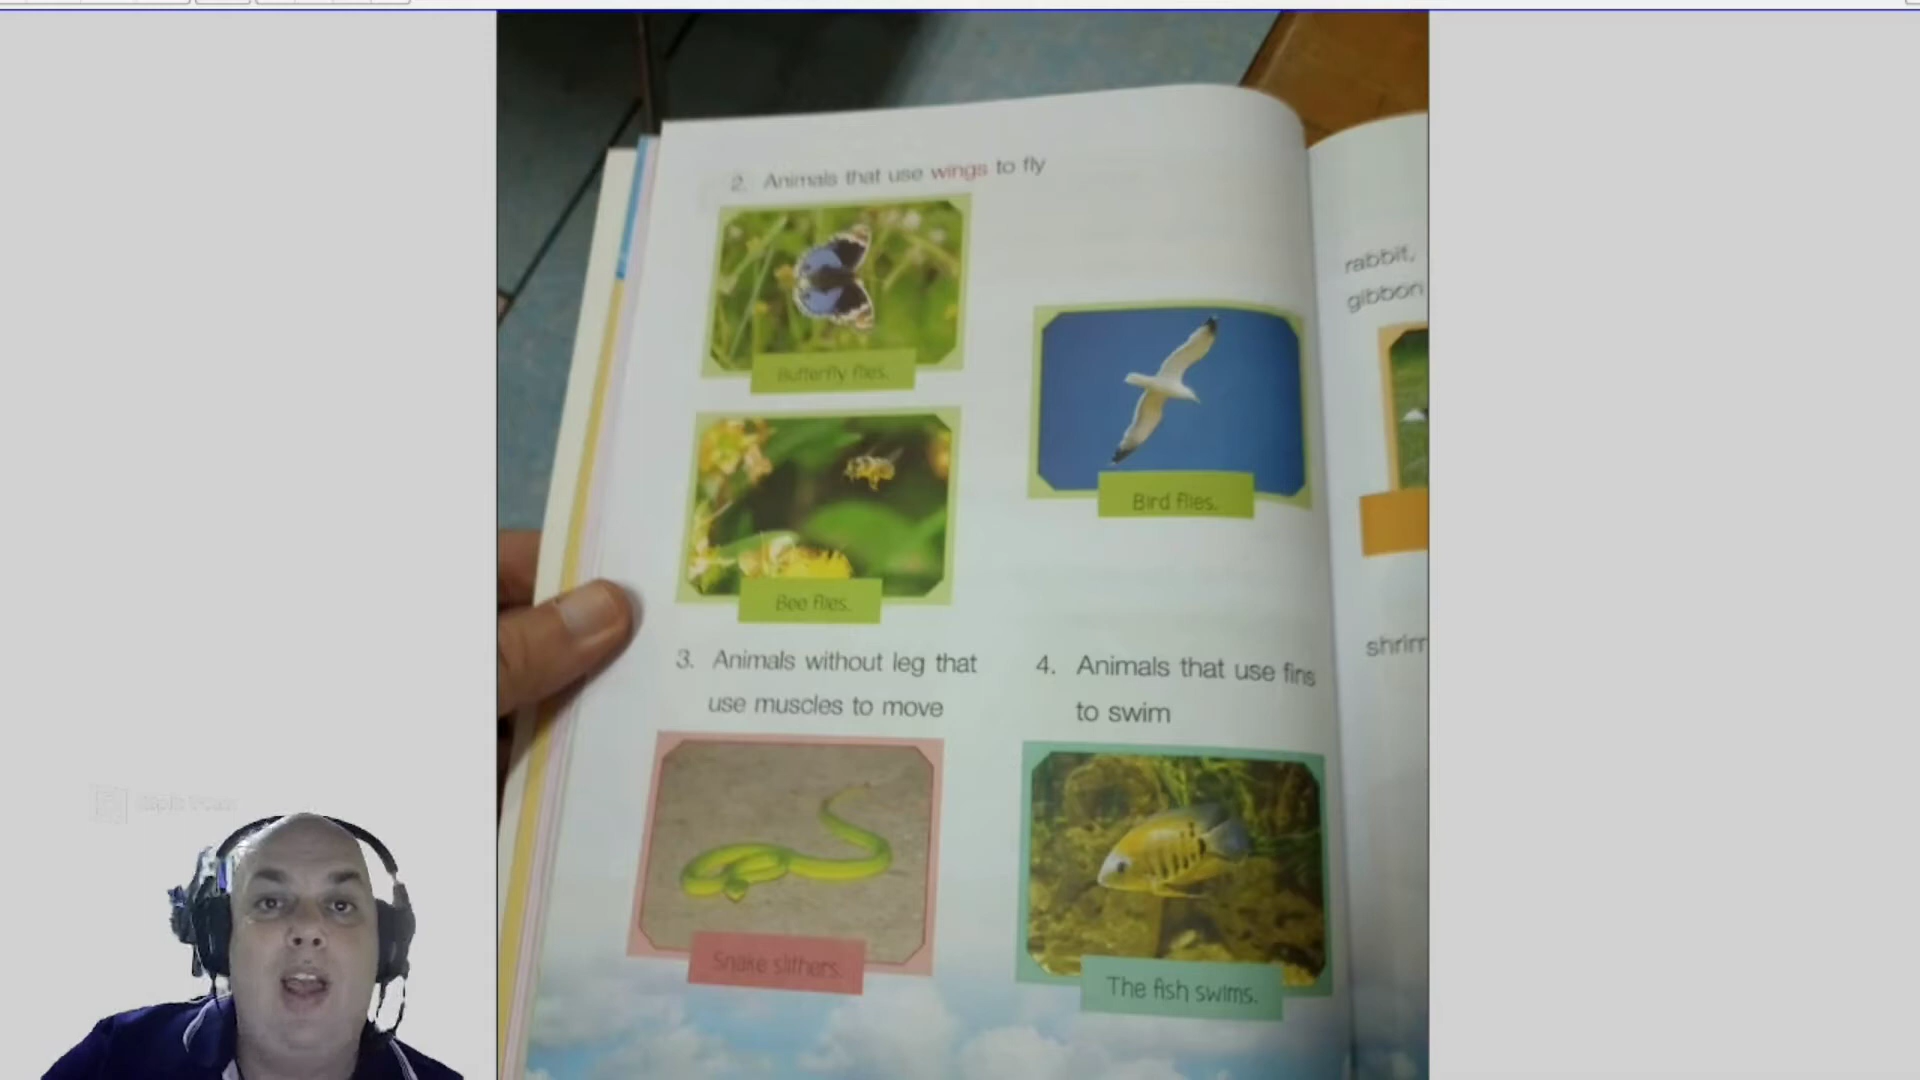 2. Animals that use wings to fly
Butterfly flies.
Bird flies.
Bee flies.
3. Animals without leg that
use muscles to move
4. Animals that use fins
to swim
Snake slithers.
The fish swims.
rabbit,
gibbon
shrim